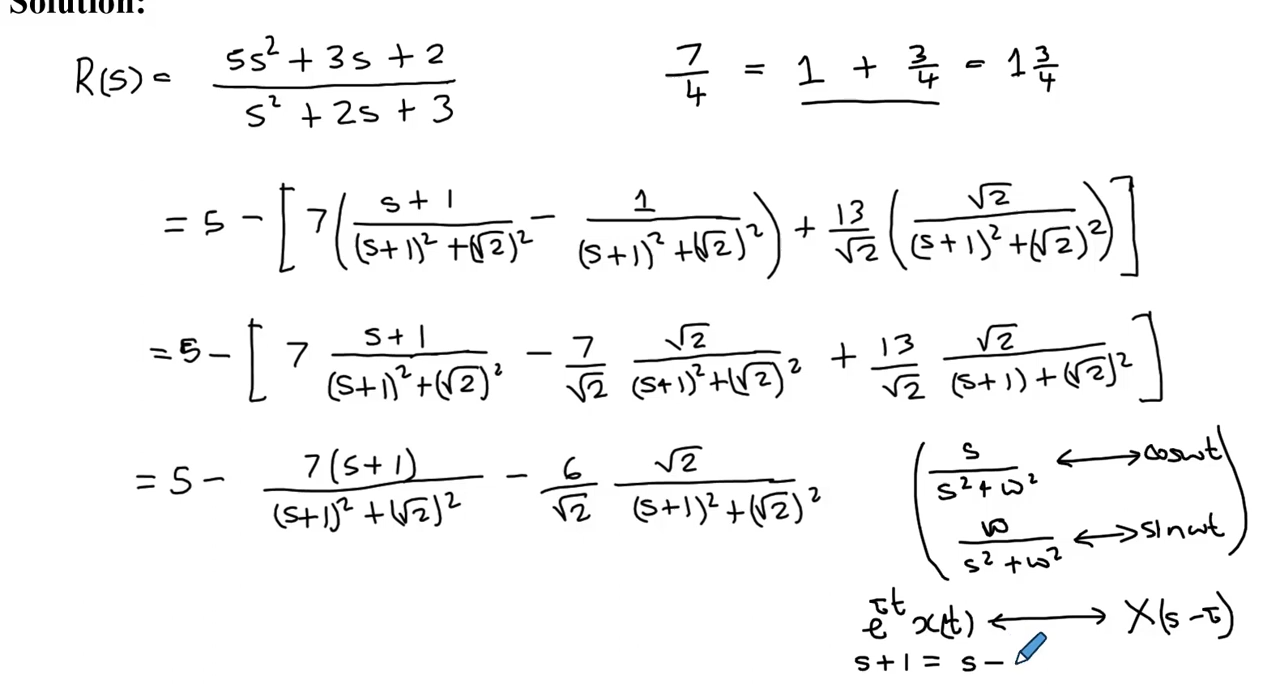 Solution:
R(s) = (5s² + 3s + 2)/(s² + 2s + 3)
7/4 = 1 + 3/4 = 1 3/4
= 5 - [ 7( (s+1)/((s+1)² + (√2)²) - 1/((s+1)² + (√2)²) ) + 13/√2 ( √2/((s+1)² + (√2)²) ) ]
= 5 - [ 7 (s+1)/((s+1)² + (√2)²) - 7/√2 √2/((s+1)² + (√2)²) + 13/√2 √2/((s+1) + (√2)²) ]
= 5 - 7(s+1)/((s+1)² + (√2)²) - 6/√2 √2/((s+1)² + (√2)²)
( s/(s² + ω²) ↔ cosωt
ω/(s² + ω²) ↔ sinωt )
e^τt x(t) ↔ X(s-τ)
s+1 = s-